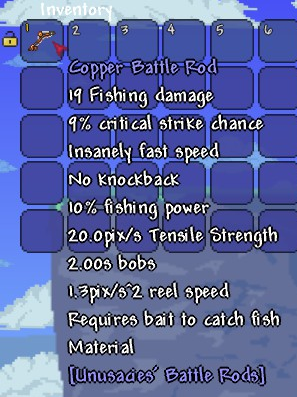 Inventory
1 2 3 4 5 6
Copper Battle Rod
19 Fishing damage
9% critical strike chance
Insanely fast speed
No knockback
10% fishing power
20.0pix/s Tensile Strength
2.00s bobs
1.3pix/s^2 reel speed
Requires bait to catch fish
Material
[Unusacies' Battle Rods]